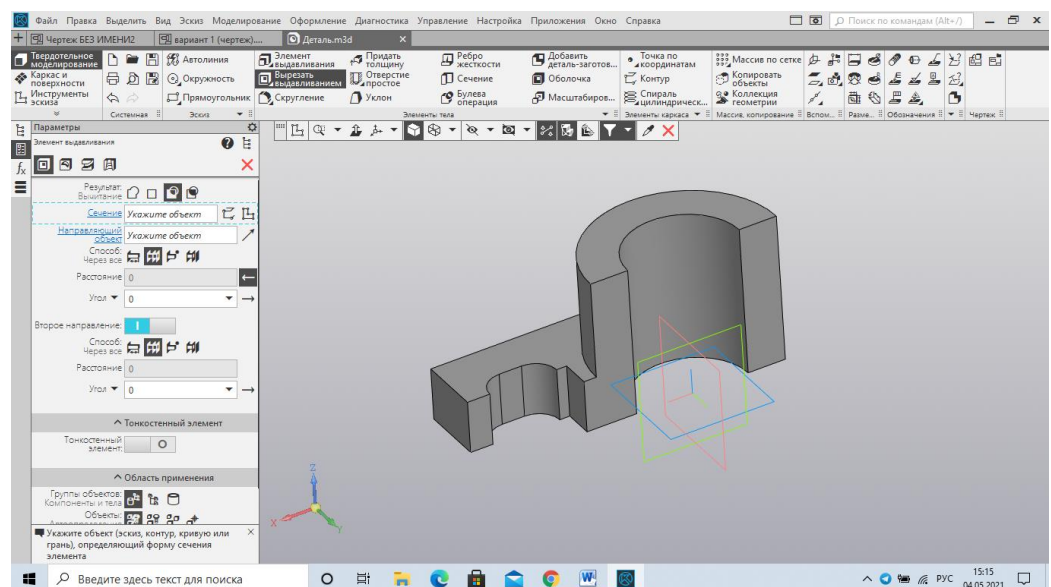 Файл Правка Выделить Вид Эскиз Моделирование Оформление Диагностика Управление Настройка Приложения Окно Справка
Поиск по командам (Alt+/)
Чертеж БЕЗ ИМЕНИ2
вариант 1 (чертеж)....
Деталь.m3d
Твердотельное моделирование
Каркас и поверхности
Инструменты эскиза
Автолиния
Окружность
Прямоугольник
Элемент выдавливания
Вырезать выдавливанием
Скругление
Придать толщину
Отверстие простое
Уклон
Ребро жесткости
Сечение
Булева операция
Добавить деталь-заготов...
Оболочка
Масштабиров...
Точка по координатам
Контур
Спираль цилиндрическ...
Массив по сетке
Копировать объекты
Коллекция геометрии
Системная
Эскиз
Элементы тела
Элементы каркаса
Массив, копирование
Вспом...
Разме...
Обозначения
Чертеж
Параметры
Элемент выдавливания
Результат:
Вычитание
Сечение Укажите объект
Направляющий объект Укажите объект
Способ:
Через все
Расстояние 0
Угол 0
Второе направление:
Способ:
Через все
Расстояние 0
Угол 0
Тонкостенный элемент
Тонкостенный элемент:
Область применения
Группы объектов:
Компоненты и тела
Объекты:
Укажите объект (эскиз, контур, кривую или
грань), определяющий форму сечения
элемента
Z
X
Y
Введите здесь текст для поиска
РУС
15:15
04.05.2021